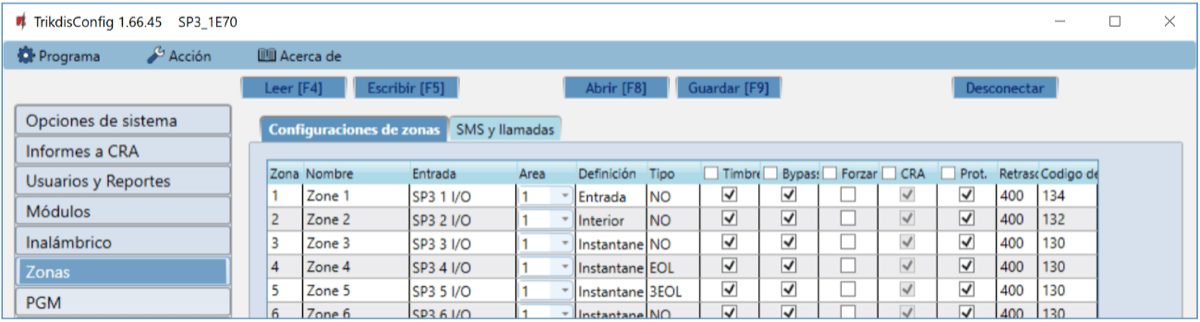 TrikdisConfig 1.66.45 SP3_1E70
Programa Acción Acerca de
Leer [F4] Escribir [F5] Abrir [F8] Guardar [F9] Desconectar
Opciones de sistema
Informes a CRA
Usuarios y Reportes
Módulos
Inalámbrico
Zonas
PGM
Configuraciones de zonas SMS y llamadas
Zona Nombre Entrada Area Definición Tipo Timbre Bypass Forzar CRA Prot. Retraso Codigo de
1 Zone 1 SP3 1 I/O 1 Entrada NO 400 134
2 Zone 2 SP3 2 I/O 1 Interior NO 400 132
3 Zone 3 SP3 3 I/O 1 Instantane NO 400 130
4 Zone 4 SP3 4 I/O 1 Instantane EOL 400 130
5 Zone 5 SP3 5 I/O 1 Instantane 3EOL 400 130
6 Zone 6 SP3 6 I/O 1 Instantane NO 400 130